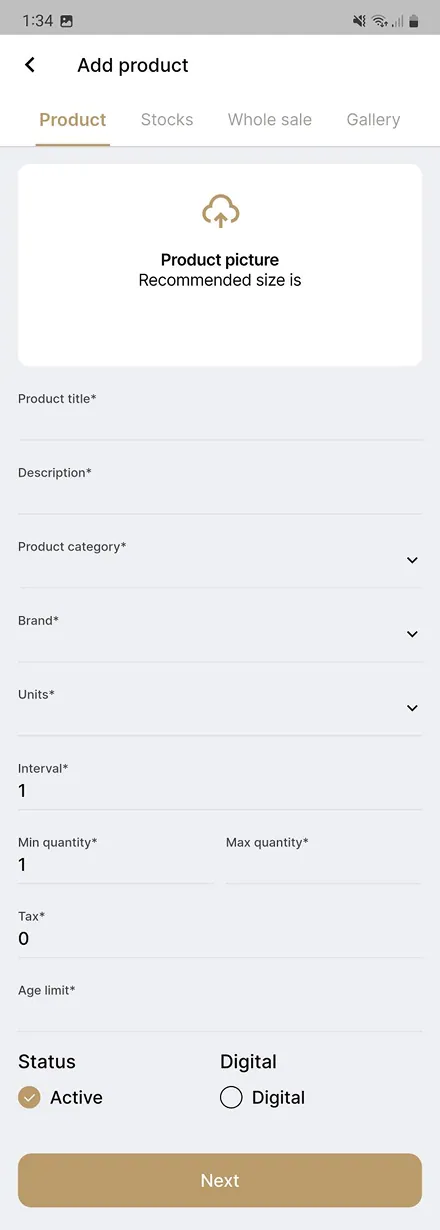 1:34
Add product
Product Stocks Whole sale Gallery
Product picture
Recommended size is
Product title*
Description*
Product category*
Brand*
Units*
Interval*
1
Min quantity* Max quantity*
1
Tax*
0
Age limit*
Status Digital
Active Digital
Next